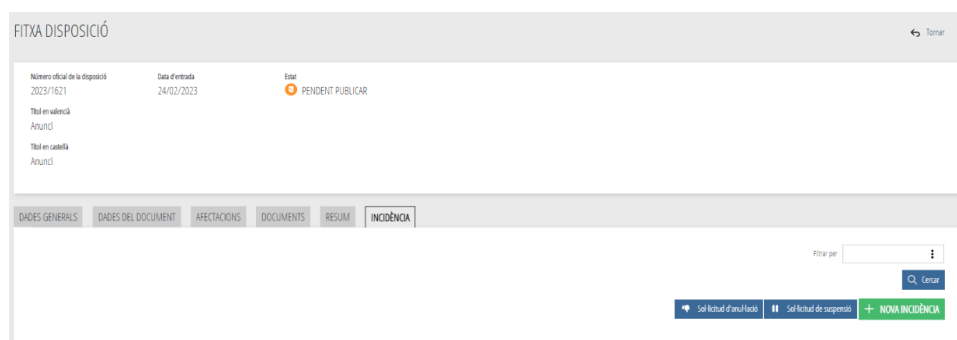 FITXA DISPOSICIÓ
Tornar
Número oficial de la disposició Data d'entrada Estat
2023/1621 24/02/2023 PENDENT PUBLICAR
Títol en valencià
Anunci
Títol en castellà
Anunci
DADES GENERALS DADES DEL DOCUMENT AFECTACIONS DOCUMENTS RESUM INCIDÈNCIA
Filtrar per
Cercar
Sol·licitud d'anul·lació Sol·licitud de suspensió NOVA INCIDÈNCIA